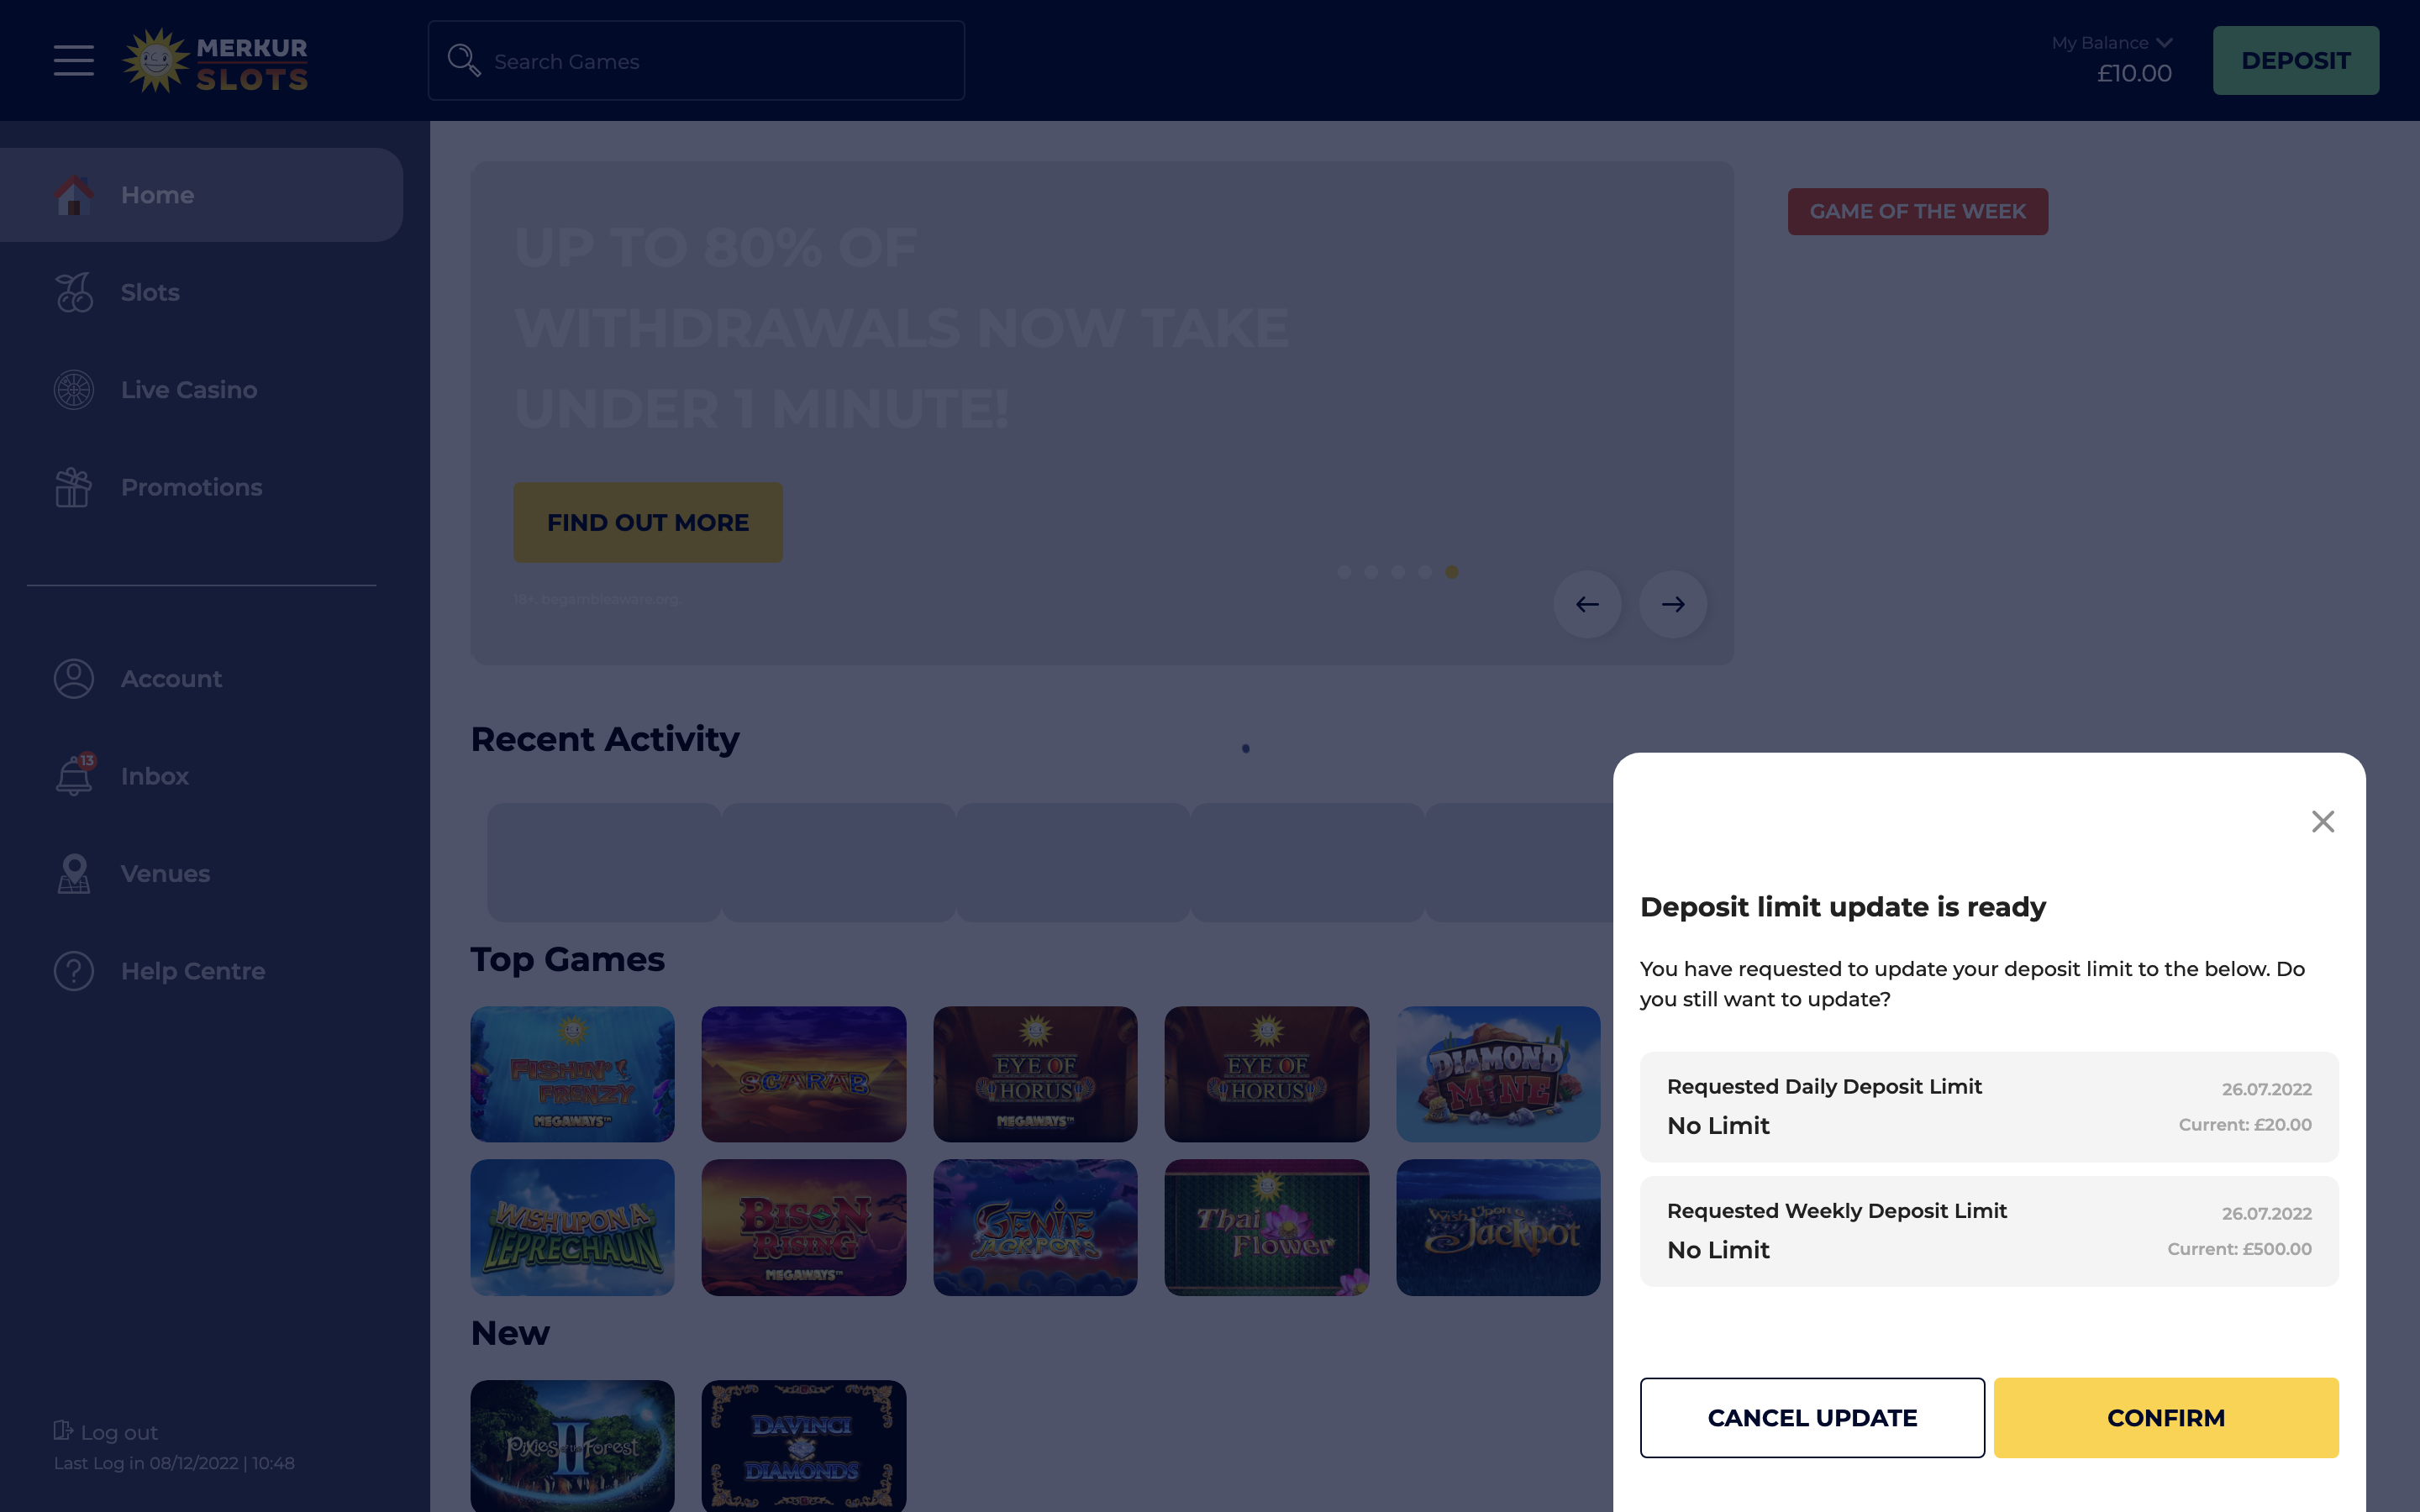 MERKUR
SLOTS
Search Games
My Balance
£10.00
DEPOSIT
Home
Slots
Live Casino
Promotions
Account
13
Inbox
Venues
Help Centre
Log out
Last Log in 08/12/2022 | 10:48
UP TO 80% OF
WITHDRAWALS NOW TAKE
UNDER 1 MINUTE!
FIND OUT MORE
18+. begambleaware.org
GAME OF THE WEEK
Recent Activity
Top Games
FISHIN' FRENZY
MEGAWAYS™
SCARAB
EYE OF
HORUS
MEGAWAYS™
EYE OF
HORUS
DIAMOND
MINE
WISH UPON A
LEPRECHAUN
BISON
RISING
MEGAWAYS™
GENIE
JACKPOTS
Thai
Flower
Wish Upon a
Jackpot
New
PIXIES of the Forest
II
DAVINCI
DIAMONDS
Deposit limit update is ready
You have requested to update your deposit limit to the below. Do
you still want to update?
Requested Daily Deposit Limit
26.07.2022
No Limit
Current: £20.00
Requested Weekly Deposit Limit
26.07.2022
No Limit
Current: £500.00
CANCEL UPDATE
CONFIRM